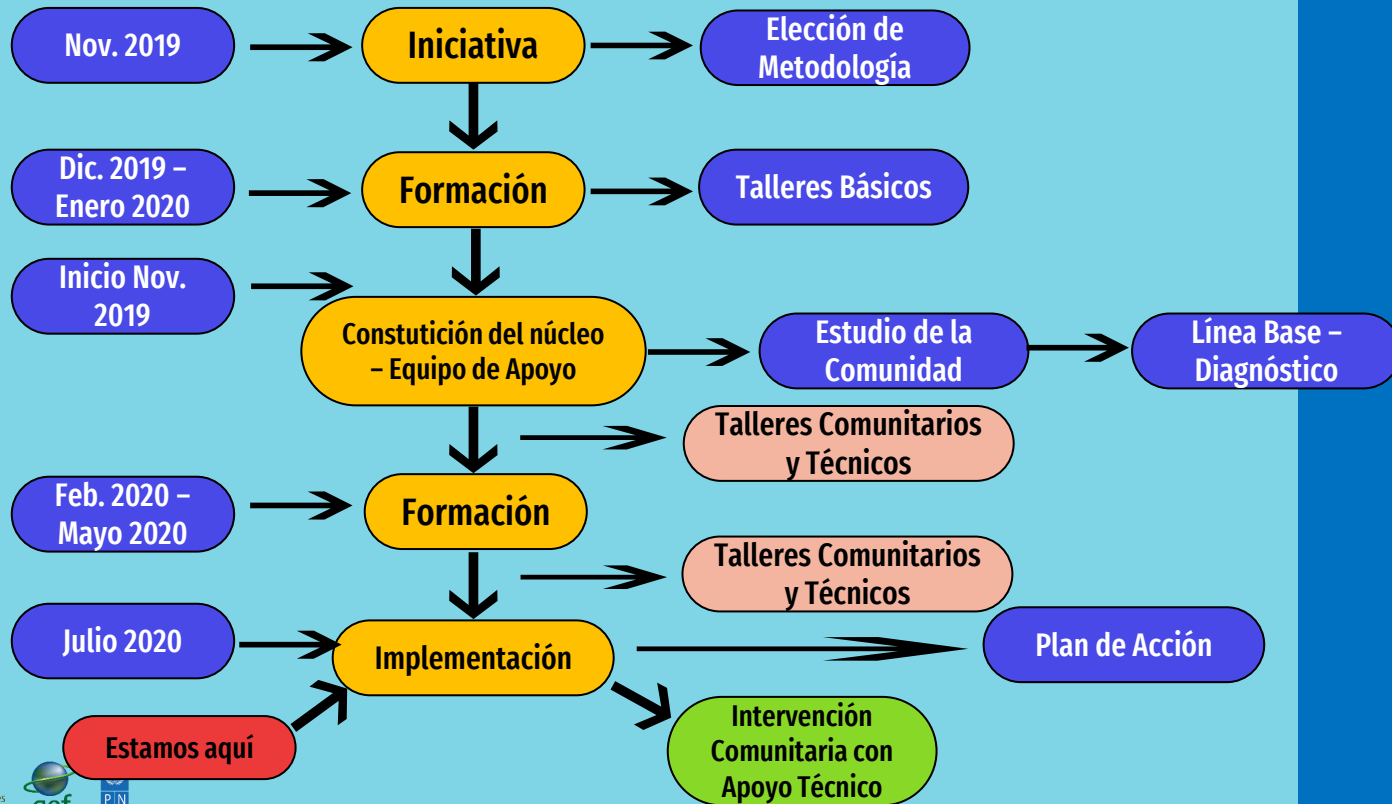 Nov. 2019
Iniciativa
Elección de
Metodología
Dic. 2019 –
Enero 2020
Formación
Talleres Básicos
Inicio Nov.
2019
Constutición del núcleo
– Equipo de Apoyo
Estudio de la
Comunidad
Línea Base –
Diagnóstico
Talleres Comunitarios
y Técnicos
Feb. 2020 –
Mayo 2020
Formación
Talleres Comunitarios
y Técnicos
Julio 2020
Implementación
Plan de Acción
Estamos aquí
Intervención
Comunitaria con
Apoyo Técnico
gef
P N